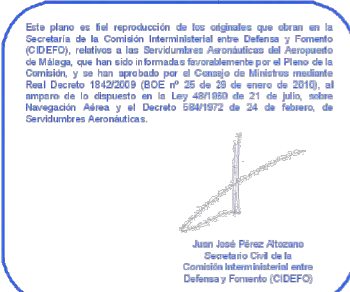 Este plano es fiel reproducción de los originales que obran en la
Secretaría de la Comisión Interministerial entre Defensa y Fomento
(CIDEFO), relativos a las Servidumbres Aeronáuticas del Aeropuerto
de Málaga, que han sido informadas favorablemente por el Pleno de la
Comisión, y se han aprobado por el Consejo de Ministros mediante
Real Decreto 1842/2009 (BOE nº 25 de 29 de enero de 2010), al
amparo de lo dispuesto en la Ley 48/1960 de 21 de julio, sobre
Navegación Aérea y el Decreto 584/1972 de 24 de febrero, de
Servidumbres Aeronáuticas.
Juan José Pérez Altozano
Secretario Civil de la
Comisión Interministerial entre
Defensa y Fomento (CIDEFO)